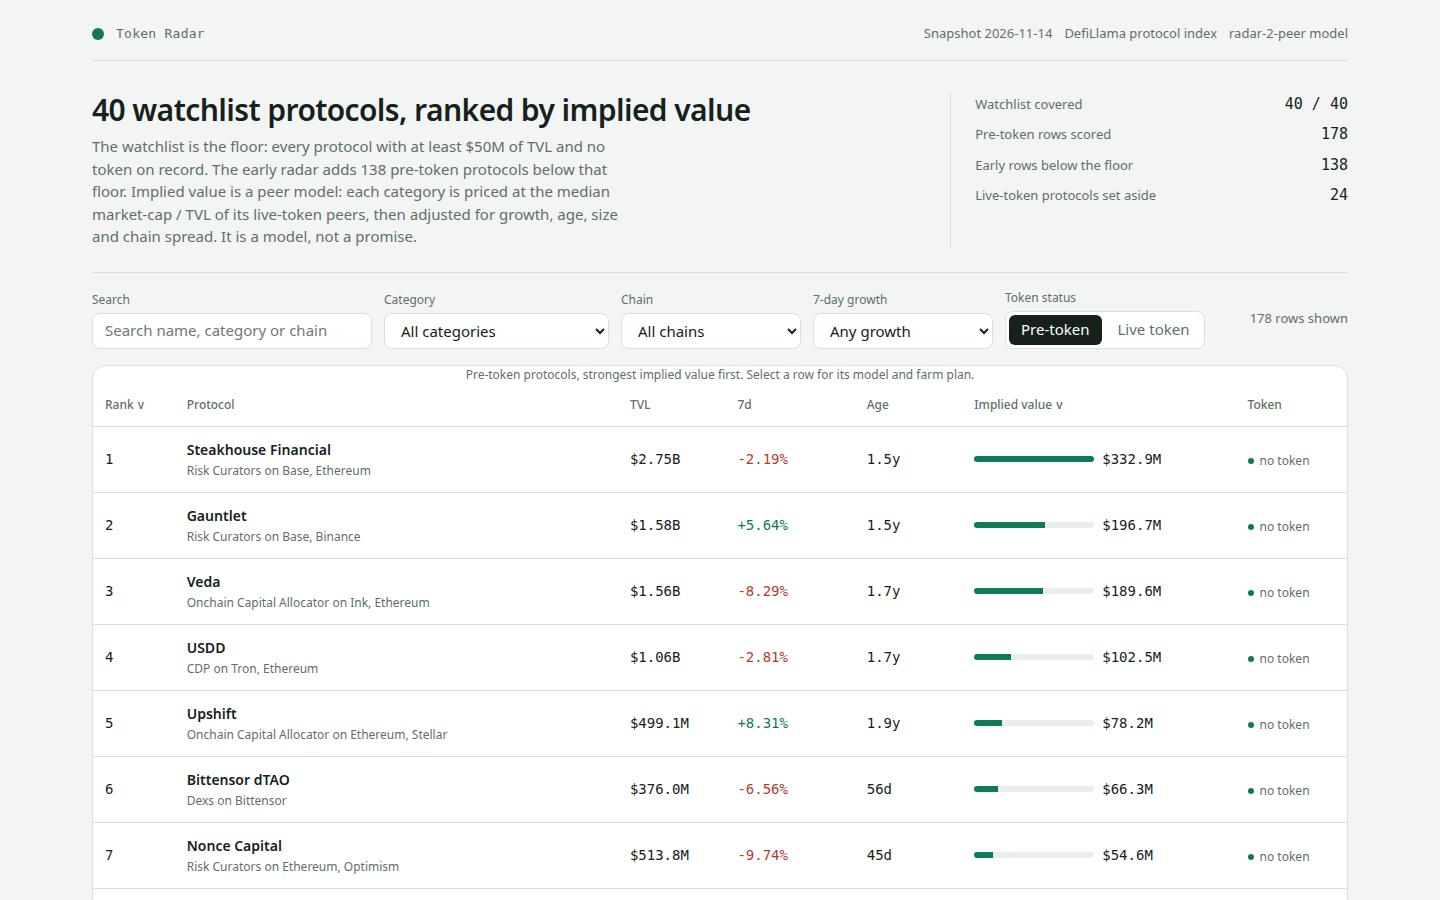 Token Radar
Snapshot 2026-11-14 DefiLlama protocol index radar-2-peer model
40 watchlist protocols, ranked by implied value
The watchlist is the floor: every protocol with at least $50M of TVL and no
token on record. The early radar adds 138 pre-token protocols below that
floor. Implied value is a peer model: each category is priced at the median
market-cap / TVL of its live-token peers, then adjusted for growth, age, size
and chain spread. It is a model, not a promise.
Watchlist covered 40 / 40
Pre-token rows scored 178
Early rows below the floor 138
Live-token protocols set aside 24
Search Category Chain 7-day growth Token status
Search name, category or chain All categories All chains Any growth Pre-token Live token 178 rows shown
Pre-token protocols, strongest implied value first. Select a row for its model and farm plan.
Rank v Protocol TVL 7d Age Implied value v Token
1 Steakhouse Financial $2.75B -2.19% 1.5y $332.9M no token
Risk Curators on Base, Ethereum
2 Gauntlet $1.58B +5.64% 1.5y $196.7M no token
Risk Curators on Base, Binance
3 Veda $1.56B -8.29% 1.7y $189.6M no token
Onchain Capital Allocator on Ink, Ethereum
4 USDD $1.06B -2.81% 1.7y $102.5M no token
CDP on Tron, Ethereum
5 Upshift $499.1M +8.31% 1.9y $78.2M no token
Onchain Capital Allocator on Ethereum, Stellar
6 Bittensor dTAO $376.0M -6.56% 56d $66.3M no token
Dexs on Bittensor
7 Nonce Capital $513.8M -9.74% 45d $54.6M no token
Risk Curators on Ethereum, Optimism